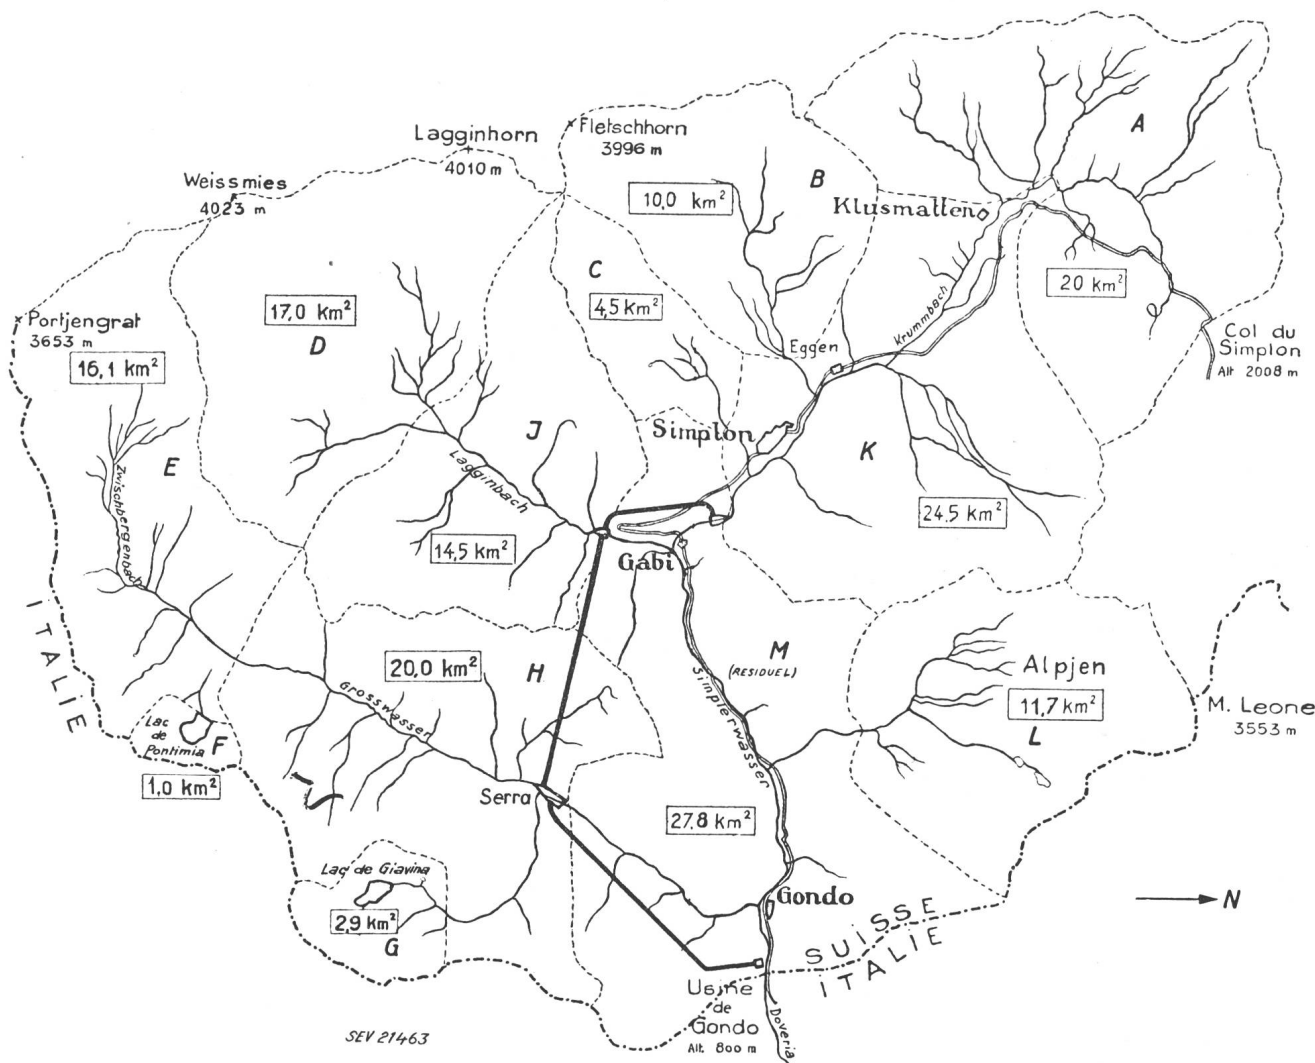 A
Fletschhorn
3996 m
Lagginhorn
4010 m
B
Weissmies
4023 m
10,0 km²
Klusmatten
C
20 km²
17,0 km²
4,5 km²
Portjengrat
3653 m
D
Krummbach
Col du
Simplon
Alt 2008 m
Eggen
16,1 km²
J
Simplon
K
E
Lagginbach
Zwischbergenbach
24,5 km²
14,5 km²
Gabi
ITALIE
M
(RESIDUEL)
20,0 km²
H
Alpjen
Grosswasser
Simplerwasser
11,7 km²
M. Leone
3553 m
L
Lac
de
Pontimia
F
1,0 km²
Serra
27,8 km²
Lac de Giavina
Gondo
N
2,9 km²
G
SUISSE
ITALIE
Usine
de
Gondo
Alt. 800 m
Doveria
SEV 21463